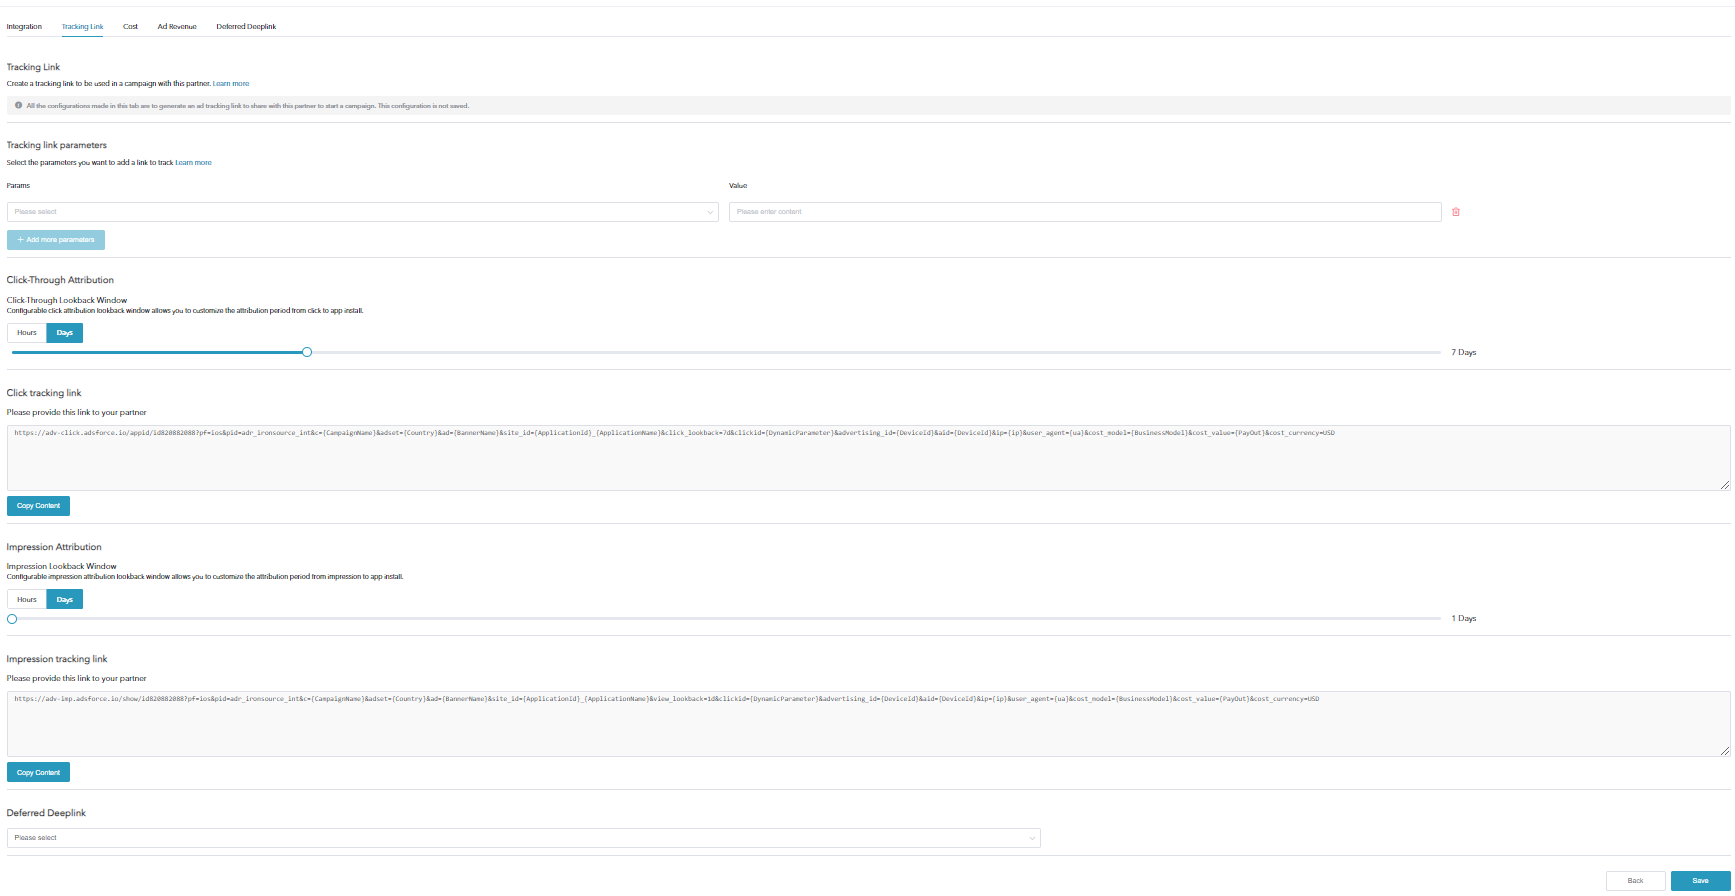 Integration Tracking Link Cost Ad Revenue Deferred Deeplink
Tracking Link
Create a tracking link to be used in a campaign with this partner. Learn more
All the configurations made in this tab are to generate an ad tracking link to share with this partner to start a campaign. This configuration is not saved.
Tracking link parameters
Select the parameters you want to add a link to track Learn more
Params Value
Please select Please enter content
+ Add more parameters
Click-Through Attribution
Click-Through Lookback Window
Configurable click attribution lookback window allows you to customize the attribution period from click to app install.
Hours Days
7 Days
Click tracking link
Please provide this link to your partner
https://adv-click.adsforce.io/appid/id820882088?pf=ios&pid=adr_ironsource_int&c={CampaignName}&adset={Country}&ad={BannerName}&site_id={ApplicationId}_{ApplicationName}&click_lookback=7d&clickid={DynamicParameter}&advertising_id={DeviceId}&aid={DeviceId}&ip={ip}&user_agent={ua}&cost_model={BusinessModel}&cost_value={PayOut}&cost_currency=USD
Copy Content
Impression Attribution
Impression Lookback Window
Configurable impression attribution lookback window allows you to customize the attribution period from impression to app install.
Hours Days
1 Days
Impression tracking link
Please provide this link to your partner
https://adv-imp.adsforce.io/show/id820882088?pf=ios&pid=adr_ironsource_int&c={CampaignName}&adset={Country}&ad={BannerName}&site_id={ApplicationId}_{ApplicationName}&view_lookback=1d&clickid={DynamicParameter}&advertising_id={DeviceId}&aid={DeviceId}&ip={ip}&user_agent={ua}&cost_model={BusinessModel}&cost_value={PayOut}&cost_currency=USD
Copy Content
Deferred Deeplink
Please select
Back Save